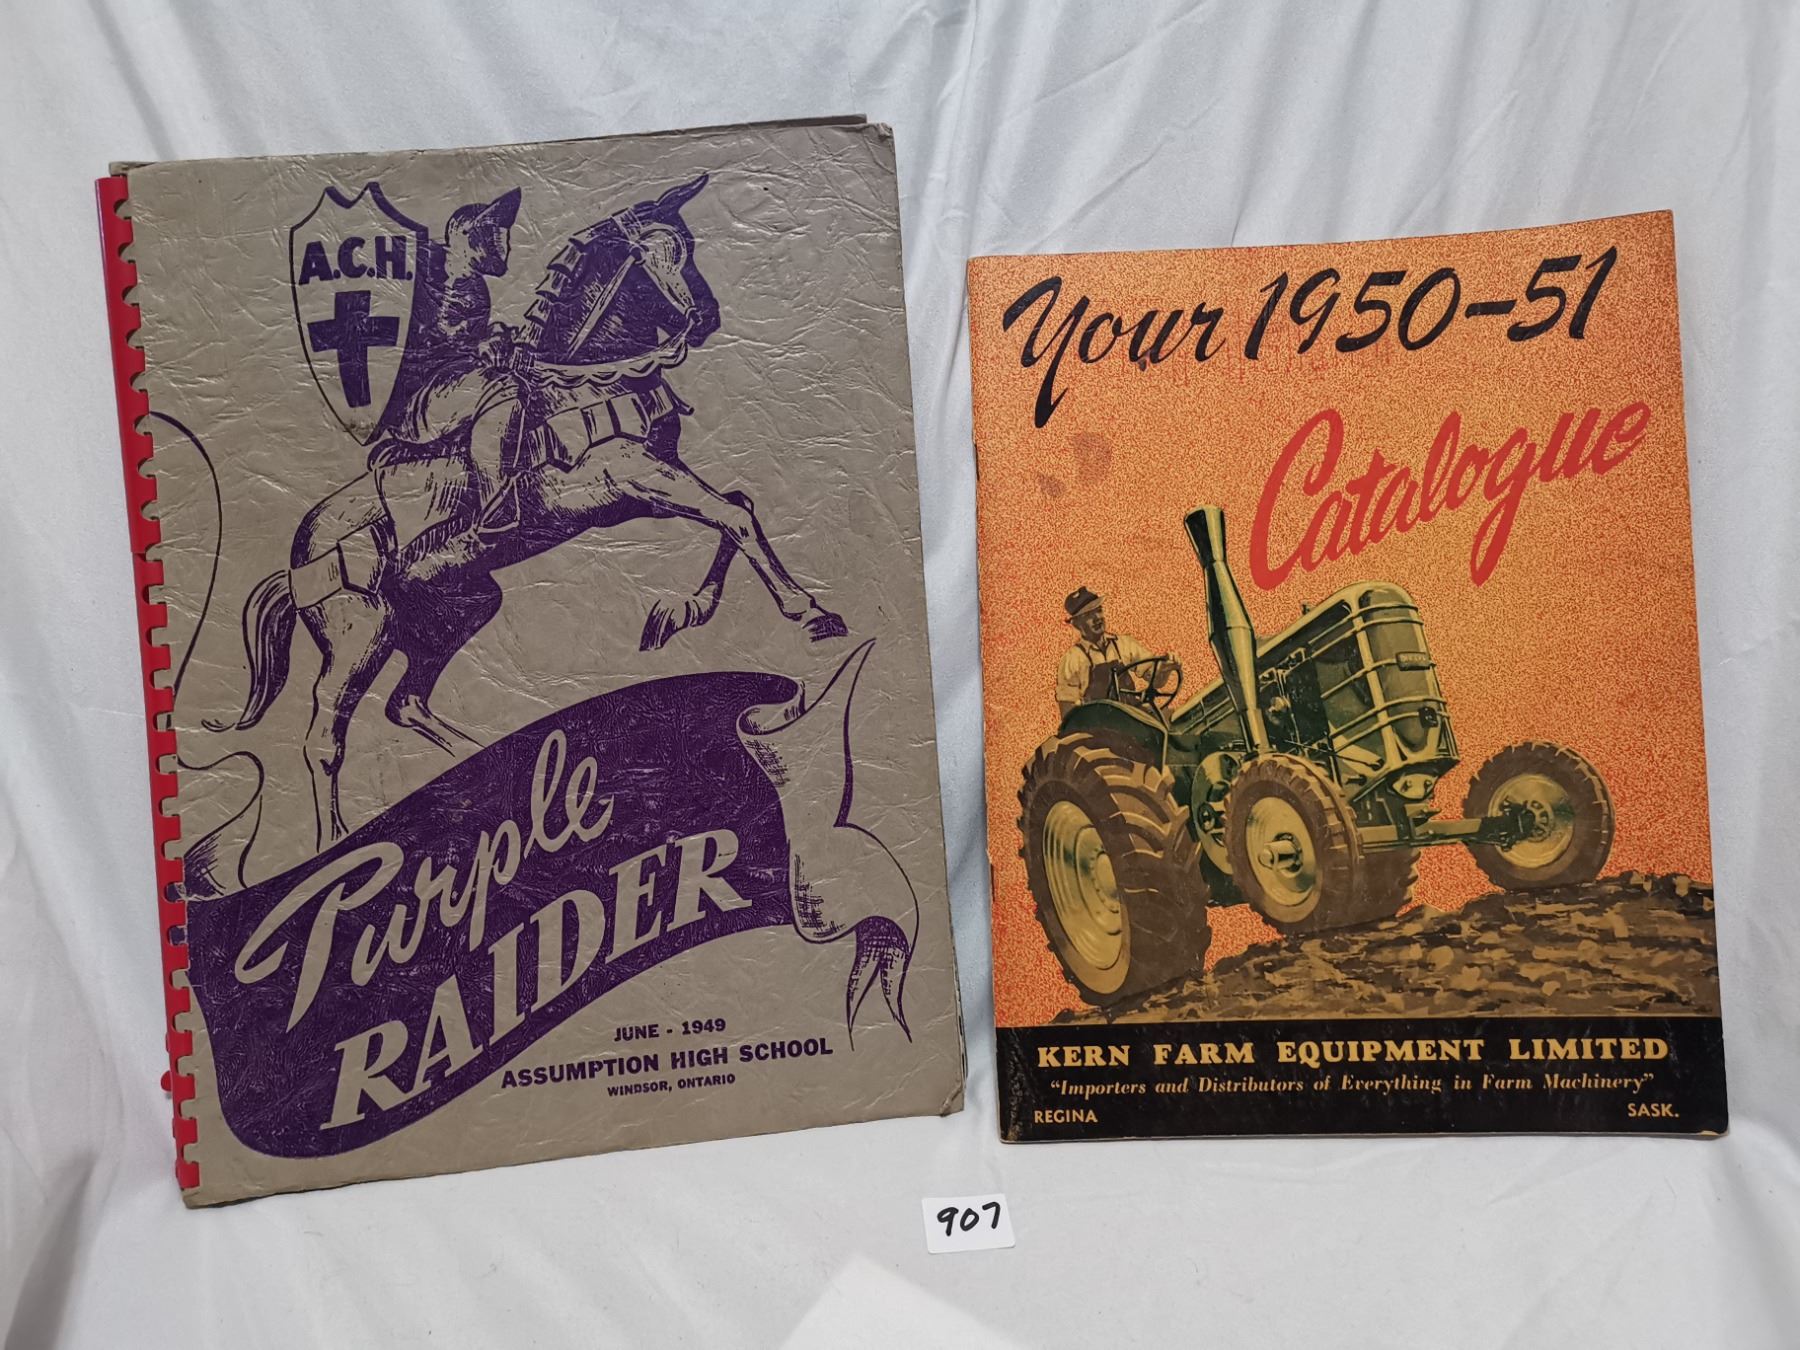 A.C.H.
Purple
RAIDER
JUNE - 1949
ASSUMPTION HIGH SCHOOL
WINDSOR, ONTARIO
Your 1950-51
Catalogue
KERN FARM EQUIPMENT LIMITED
"Importers and Distributors of Everything in Farm Machinery"
REGINA SASK.
907